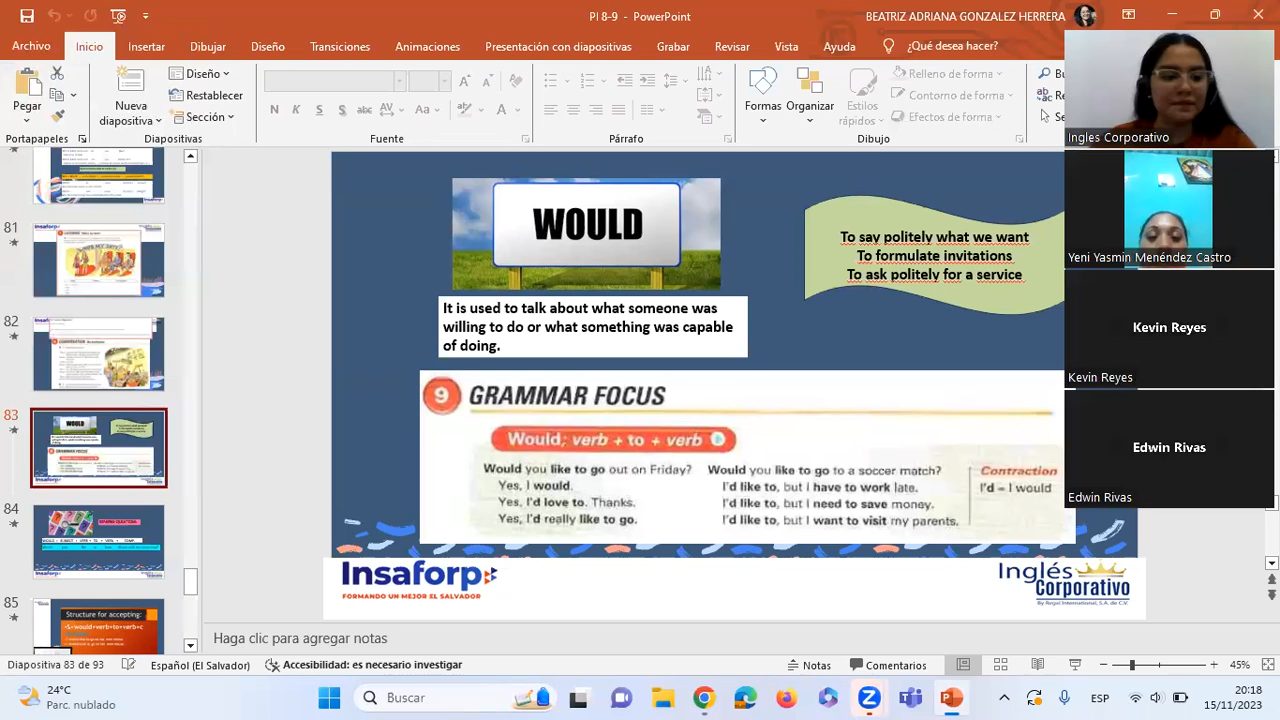 PI 8-9 - PowerPoint
BEATRIZ ADRIANA GONZALEZ HERRERA
Archivo Inicio Insertar Dibujar Diseño Transiciones Animaciones Presentación con diapositivas Grabar Revisar Vista Ayuda ¿Qué desea hacer?
Pegar
Portapapeles
Nueva
diapositiva
Diseño
Restablecer
Sección
Diapositivas
N K S S abc AV Aa A
Fuente
Párrafo
Formas
Organizar
Estilos
rápidos
Relleno de forma
Contorno de forma
Efectos de forma
Dibujo
Ingles Corporativo
Yeni Yasmin Menéndez Castro
Kevin Reyes
Kevin Reyes
Edwin Rivas
Edwin Rivas
81
82
83
84
85
Structure for accepting:
WOULD
To say politely what we want
To formulate invitations
To ask politely for a service
It is used to talk about what someone was
willing to do or what something was capable
of doing.
9 GRAMMAR FOCUS
Would; verb + to + verb
Would you like to go out on Friday?
Yes, I would.
Yes, I'd love to. Thanks.
Yes, I'd really like to go.
Would you like to go to a soccer match?
I'd like to, but I have to work late.
I'd like to, but I need to save money.
I'd like to, but I want to visit my parents.
Contraction
I'd = I would
Insaforp
FORMANDO UN MEJOR EL SALVADOR
Inglés
Corporativo
By Regal International, S.A. de C.V.
Haga clic para agregar notas
Diapositiva 83 de 93 Español (El Salvador) Accesibilidad: es necesario investigar Notas Comentarios 45%
24°C
Parc. nublado
Buscar
ESP
20:18
15/11/2023